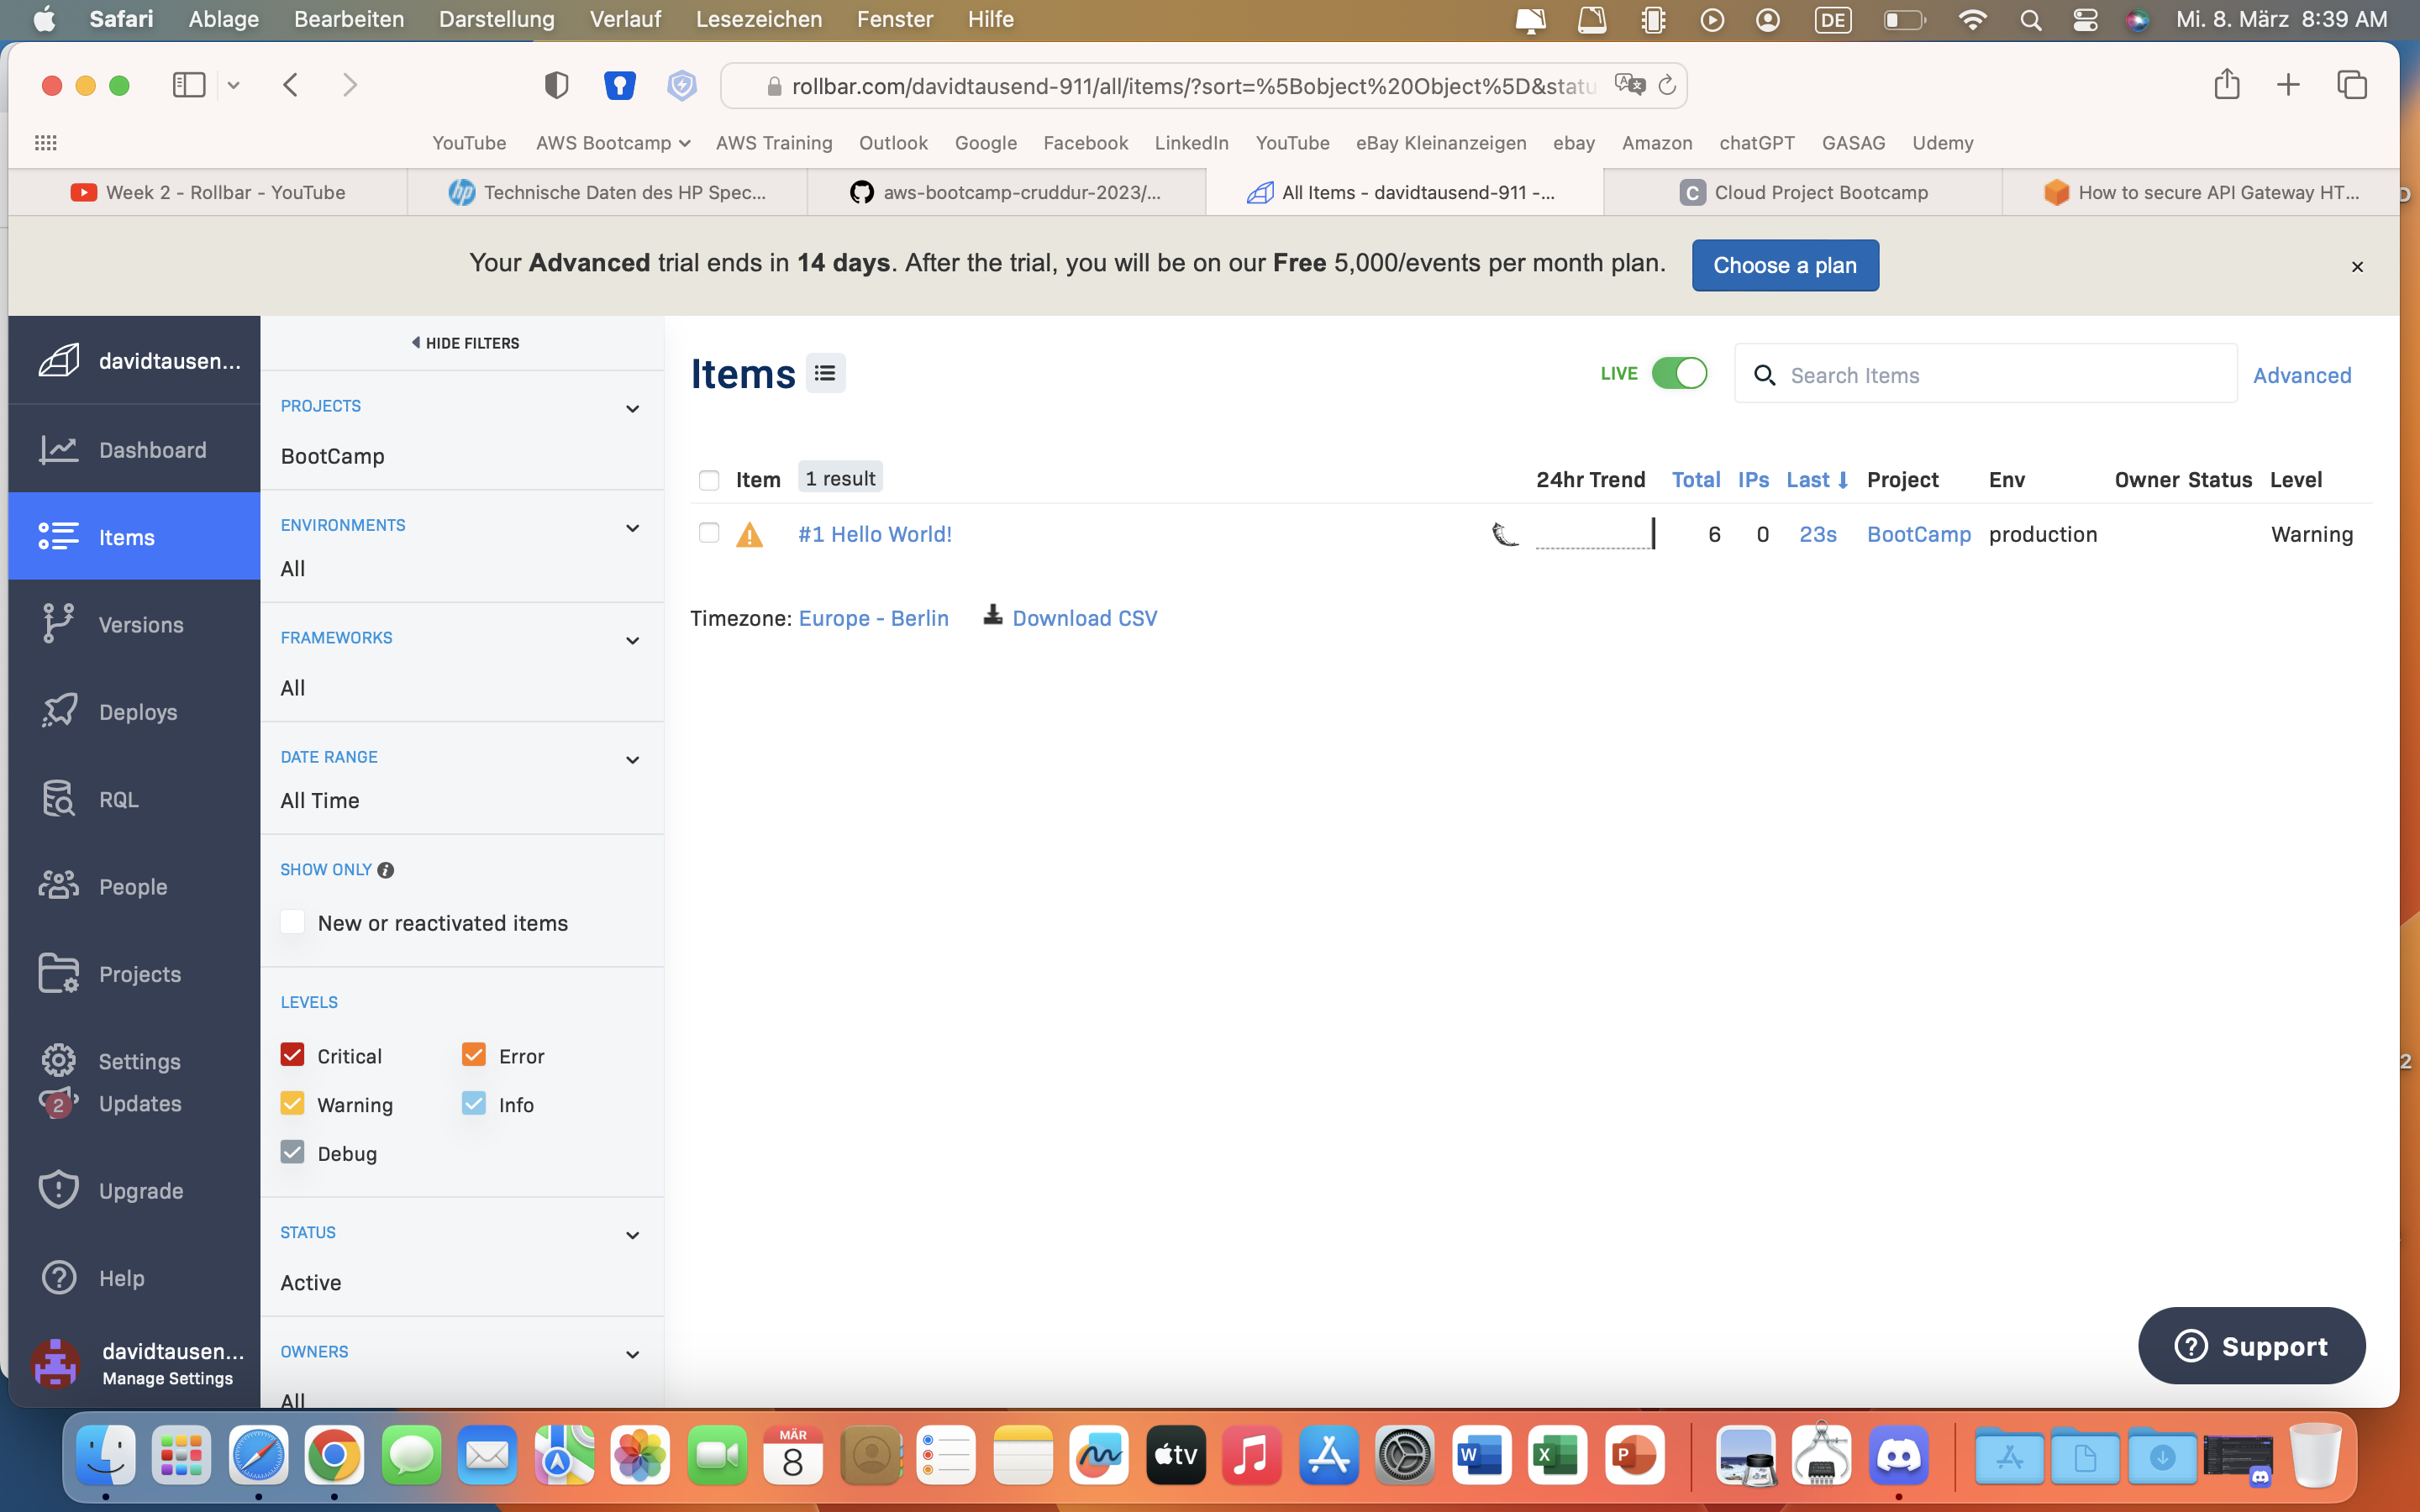 Safari Ablage Bearbeiten Darstellung Verlauf Lesezeichen Fenster Hilfe DE Mi. 8. März 8:39 AM
rollbar.com/davidtausend-911/all/items/?sort=%5Bobject%20Object%5D&statu
YouTube AWS Bootcamp AWS Training Outlook Google Facebook LinkedIn YouTube eBay Kleinanzeigen ebay Amazon chatGPT GASAG Udemy
Week 2 - Rollbar - YouTube Technische Daten des HP Spec... aws-bootcamp-cruddur-2023/... All Items - davidtausend-911 -... C Cloud Project Bootcamp How to secure API Gateway HT...
Your Advanced trial ends in 14 days. After the trial, you will be on our Free 5,000/events per month plan. Choose a plan ×
davidtausen...
Dashboard
Items
Versions
Deploys
RQL
People
Projects
Settings
2 Updates
Upgrade
Help
davidtausen...
Manage Settings
HIDE FILTERS
PROJECTS
BootCamp
ENVIRONMENTS
All
FRAMEWORKS
All
DATE RANGE
All Time
SHOW ONLY
New or reactivated items
LEVELS
Critical Error
Warning Info
Debug
STATUS
Active
OWNERS
All
Items LIVE Search Items Advanced
Item 1 result 24hr Trend Total IPs Last Project Env Owner Status Level
#1 Hello World! 6 0 23s BootCamp production Warning
Timezone: Europe - Berlin Download CSV
Support
D
2
MÄR
8
tv
W
X
P